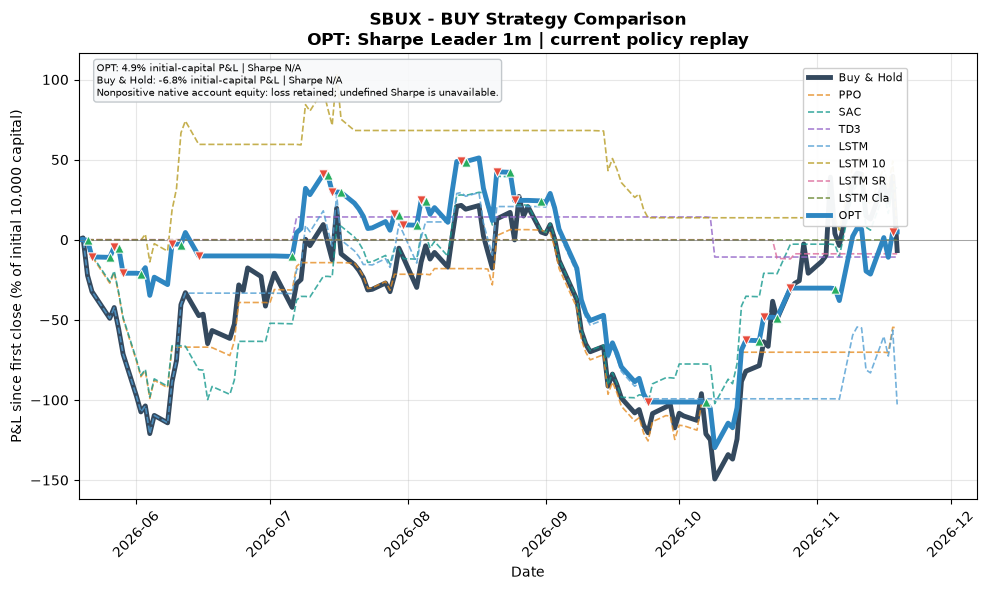 SBUX - BUY Strategy Comparison
OPT: Sharpe Leader 1m | current policy replay
OPT: 4.9% initial-capital P&L | Sharpe N/A
Buy & Hold: -6.8% initial-capital P&L | Sharpe N/A
Nonpositive native account equity: loss retained; undefined Sharpe is unavailable.
Buy & Hold
PPO
SAC
TD3
LSTM
LSTM 10
LSTM SR
LSTM Cla
OPT
P&L since first close (% of initial 10,000 capital)
100
50
0
−50
−100
−150
2026-06
2026-07
2026-08
2026-09
2026-10
2026-11
2026-12
Date